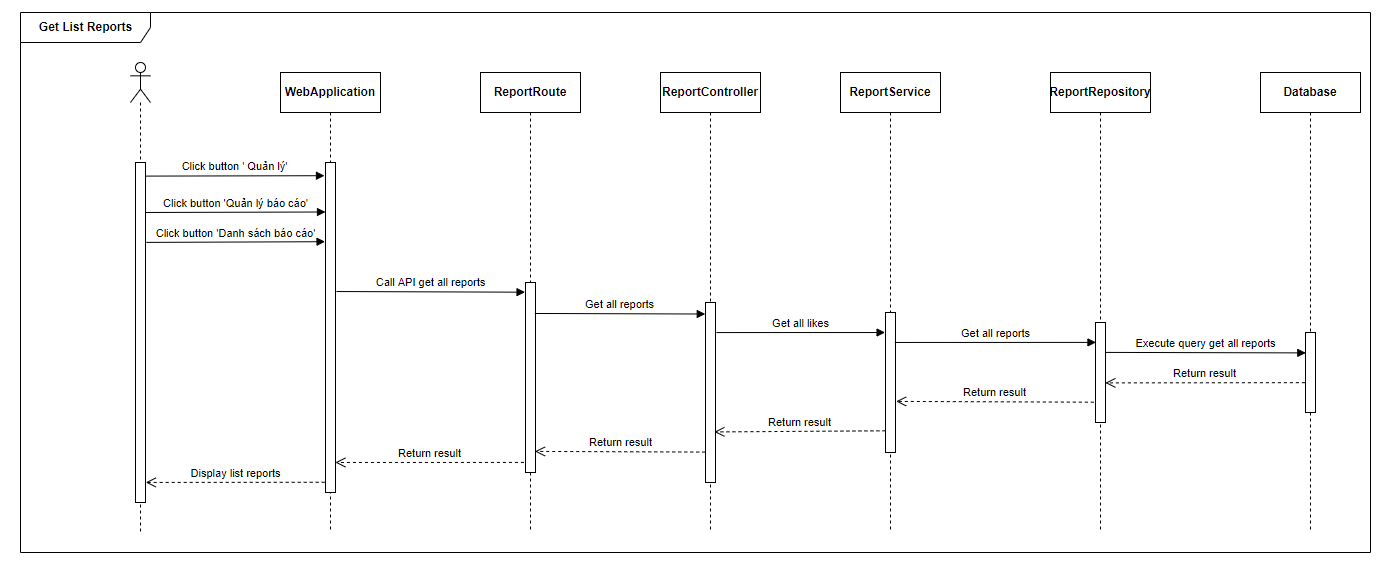 Get List Reports
WebApplication
ReportRoute
ReportController
ReportService
ReportRepository
Database
Click button ' Quản lý'
Click button 'Quản lý báo cáo'
Click button 'Danh sách báo cáo'
Call API get all reports
Get all reports
Get all likes
Get all reports
Execute query get all reports
Return result
Return result
Return result
Return result
Return result
Display list reports